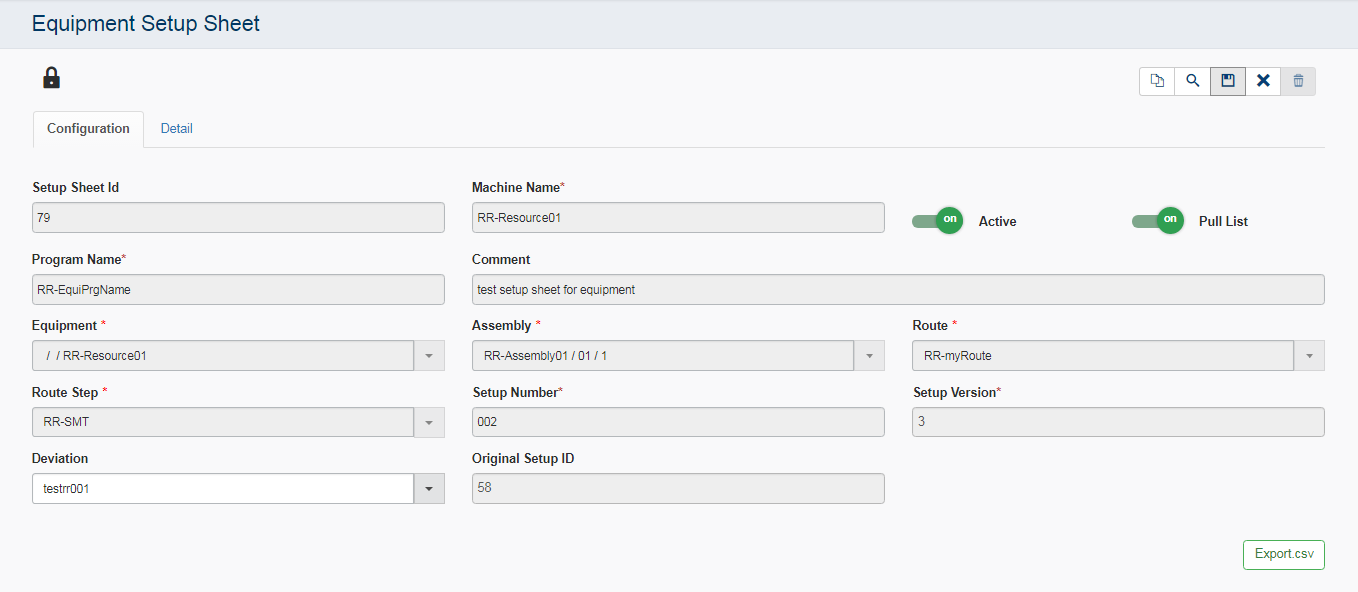 Equipment Setup Sheet
Configuration Detail
Setup Sheet Id Machine Name*
79 RR-Resource01 on Active on Pull List
Program Name* Comment
RR-EquiPrgName test setup sheet for equipment
Equipment * Assembly * Route *
/ / RR-Resource01 RR-Assembly01 / 01 / 1 RR-myRoute
Route Step * Setup Number* Setup Version*
RR-SMT 002 3
Deviation Original Setup ID
testrr001 58
Export.csv